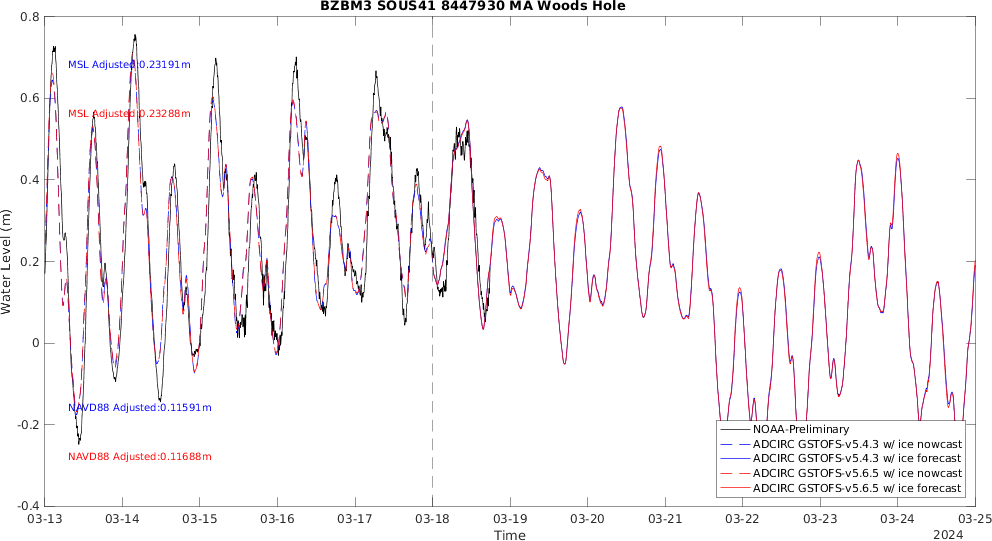 BZBM3 SOUS41 8447930 MA Woods Hole
0.8
0.6
0.4
0.2
0
-0.2
-0.4
Water Level (m)
MSL Adjusted:0.23191m
MSL Adjusted:0.23288m
NAVD88 Adjusted:0.11591m
NAVD88 Adjusted:0.11688m
NOAA-Preliminary
ADCIRC GSTOFS-v5.4.3 w/ ice nowcast
ADCIRC GSTOFS-v5.4.3 w/ ice forecast
ADCIRC GSTOFS-v5.6.5 w/ ice nowcast
ADCIRC GSTOFS-v5.6.5 w/ ice forecast
03-13 03-14 03-15 03-16 03-17 03-18 03-19 03-20 03-21 03-22 03-23 03-24 03-25
Time
2024